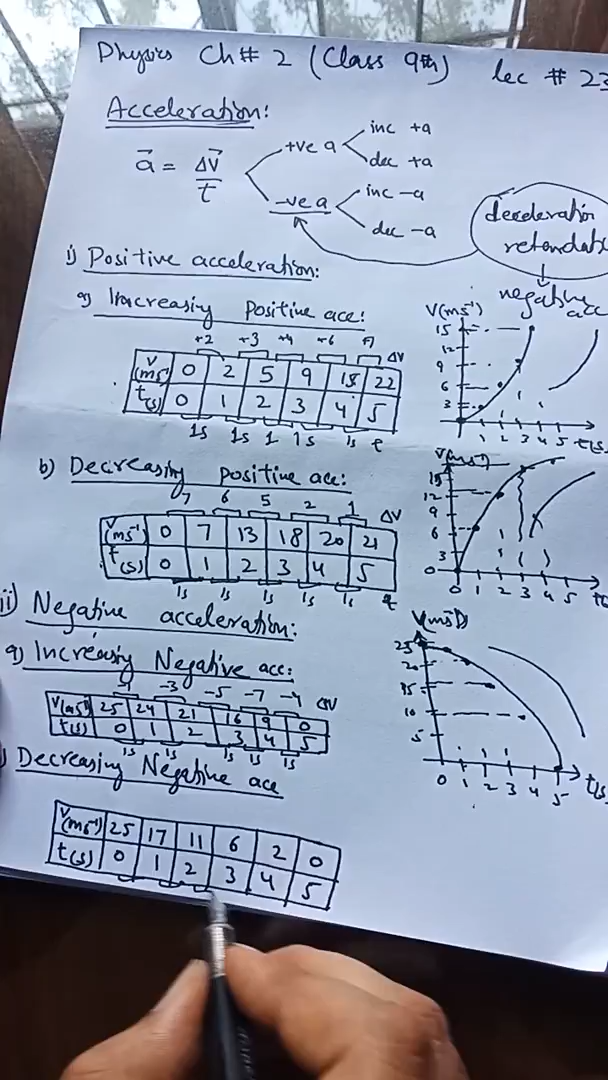 Physics Ch# 2 (Class 9th) lec # 23
Acceleration:
a = ΔV / t
+ve a
inc +a
dec +a
-ve a
inc -a
dec -a
deceleration
negative acc
i) Positive acceleration:
a) Increasing Positive acc:
+2 +3 +4 +6 +7 ΔV
V(ms⁻¹) 0 2 5 9 15 22
t(s) 0 1 2 3 4 5
1s 1s 1 1s 1s t
V(ms⁻¹)
15
12
9
6
3
1 2 3 4 5 t(s)
b) Decreasing positive acc:
7 6 5 2 1 ΔV
V(ms⁻¹) 0 7 13 18 20 21
t(s) 0 1 2 3 4 5
1s 1s 1s 1s 1s t
V(ms⁻¹)
15
12
9
6
3
0
0 1 2 3 4 5
ii) Negative acceleration:
a) Increasing Negative acc:
-1 -3 -5 -7 ΔV
V(ms⁻¹) 25 24 21 16 9 0
t(s) 0 1 2 3 4 5
1s 1s 1s 1s 1s
V(ms⁻¹)
25
20
15
10
5
0 1 2 3 4 5 t(s)
Decreasing Negative acc
V(ms⁻¹) 25 17 11 6 2 0
t(s) 0 1 2 3 4 5